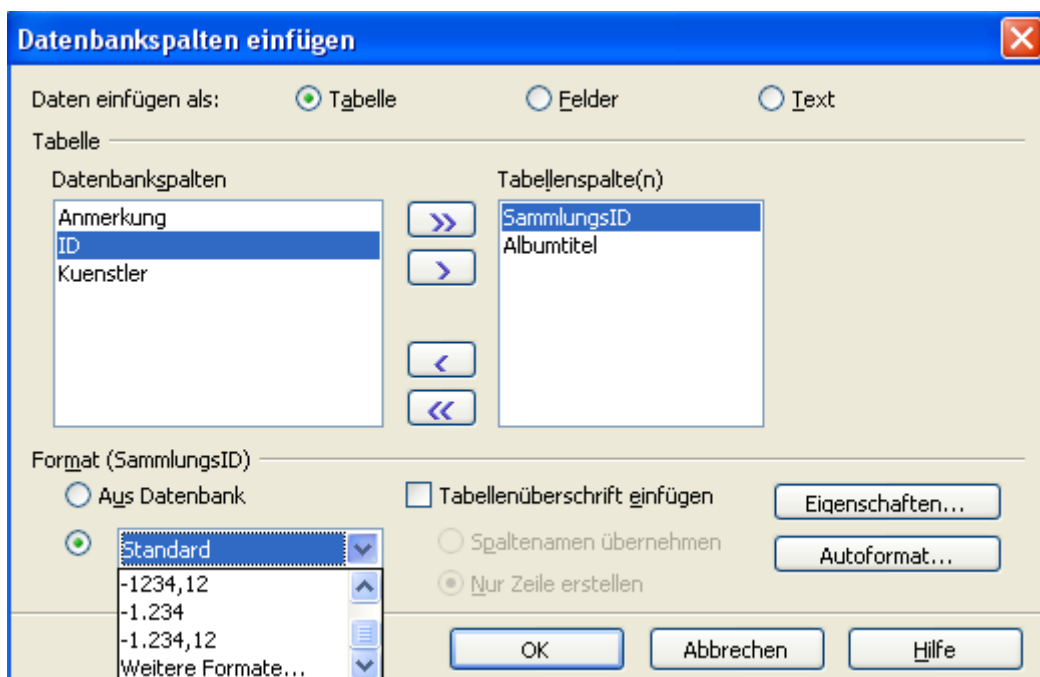 Datenbankspalten einfügen
Daten einfügen als: Tabelle Felder Text
Tabelle
Datenbankspalten Tabellenspalte(n)
Anmerkung
ID
Kuenstler
SammlungsID
Albumtitel
Format (SammlungsID)
Aus Datenbank
Standard
-1234,12
-1.234
-1.234,12
Weitere Formate...
Tabellenüberschrift einfügen
Spaltenamen übernehmen
Nur Zeile erstellen
Eigenschaften...
Autoformat...
OK Abbrechen Hilfe